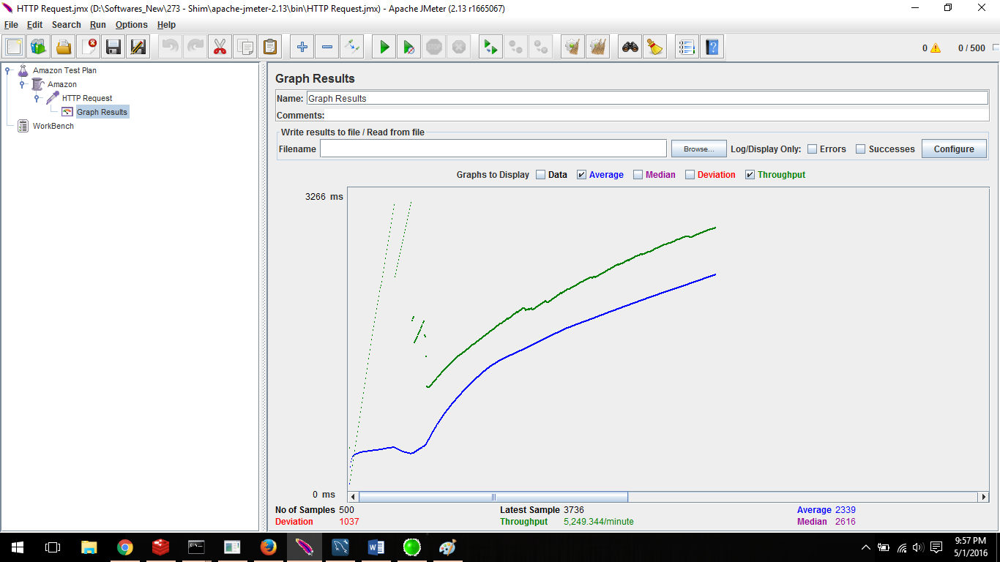 HTTP Request.jmx (D:\Softwares_New\273 - Shim\apache-jmeter-2.13\bin\HTTP Request.jmx) - Apache JMeter (2.13 r1665067)
File Edit Search Run Options Help
0 0 / 500
Amazon Test Plan
Amazon
HTTP Request
Graph Results
WorkBench
Graph Results
Name: Graph Results
Comments:
Write results to file / Read from file
Filename Browse... Log/Display Only: Errors Successes Configure
Graphs to Display Data Average Median Deviation Throughput
3266 ms
0 ms
No of Samples 500 Latest Sample 3736 Average 2339
Deviation 1037 Throughput 5,249.344/minute Median 2616
9:57 PM
5/1/2016